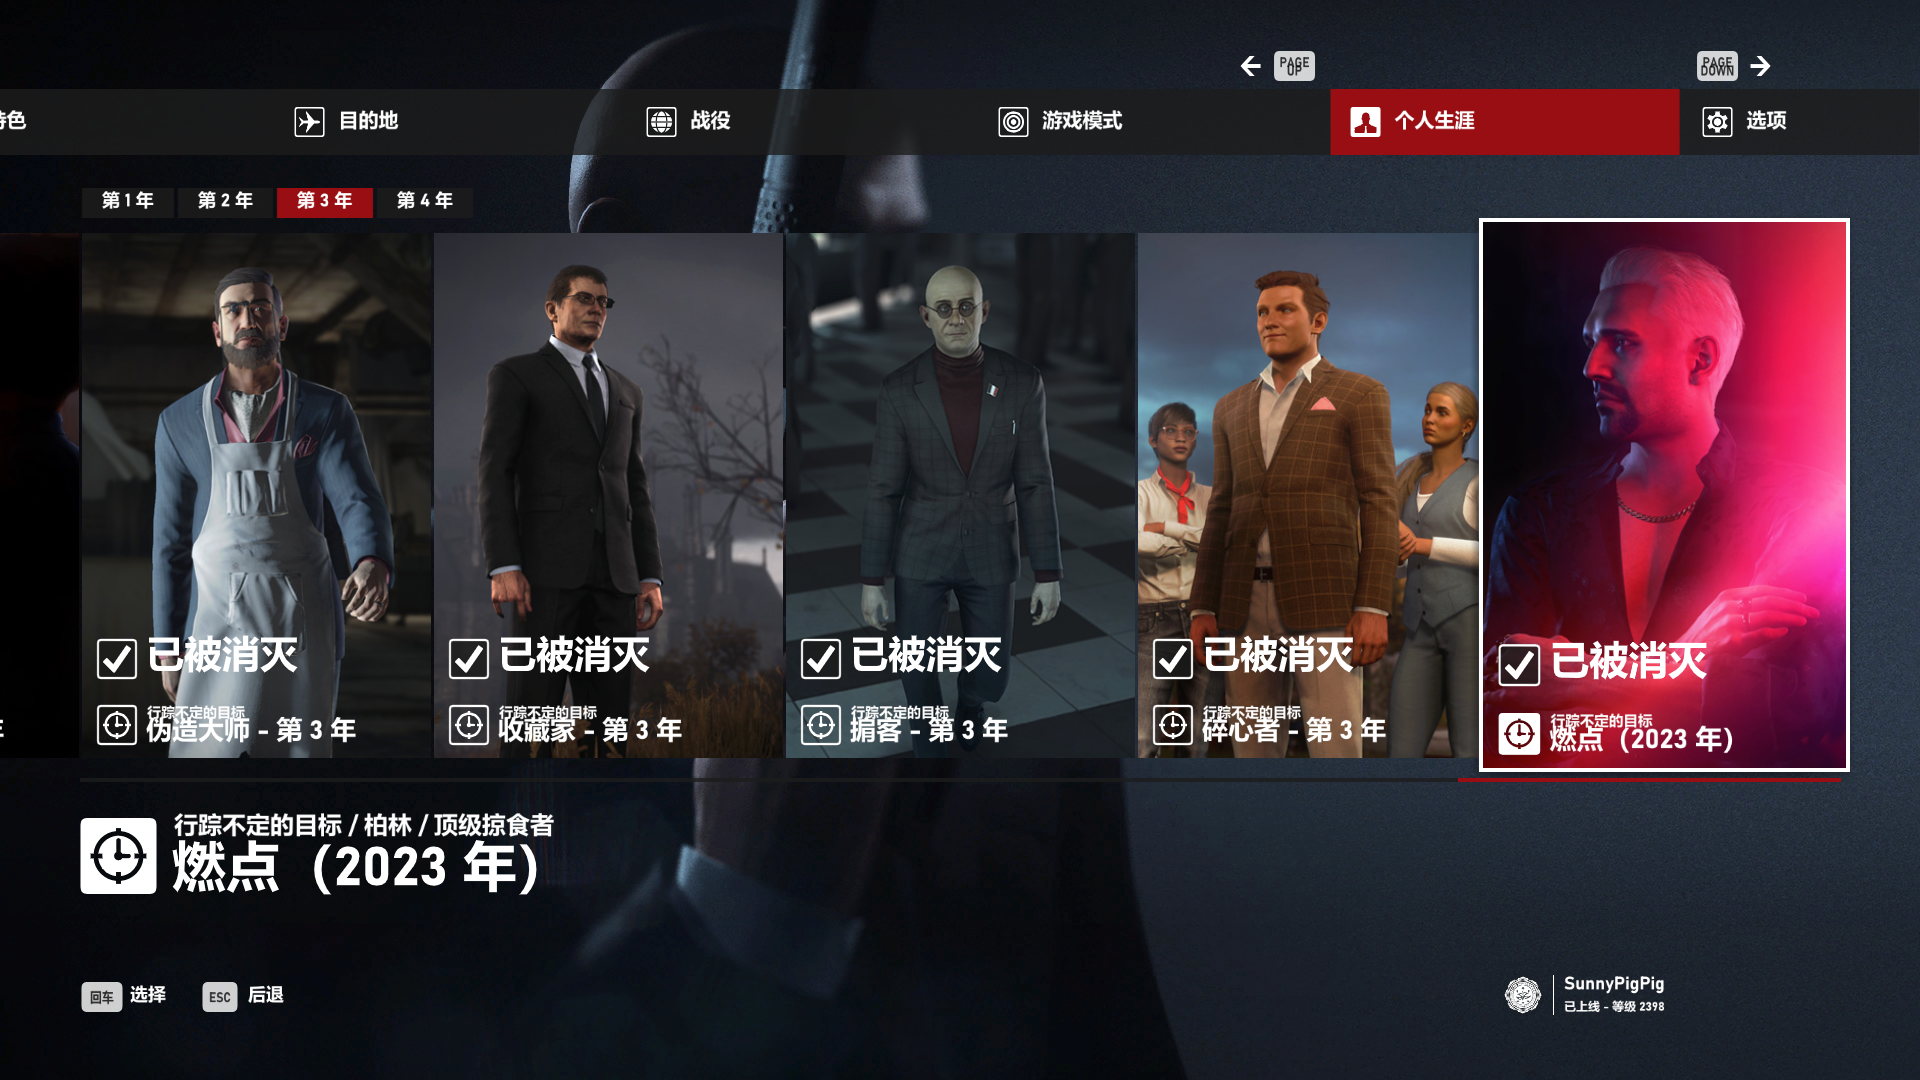 PAGE UP
PAGE DOWN
特色
目的地
战役
游戏模式
个人生涯
选项
第 1 年
第 2 年
第 3 年
第 4 年
已被消灭
行踪不定的目标
伪造大师 - 第 3 年
已被消灭
行踪不定的目标
收藏家 - 第 3 年
已被消灭
行踪不定的目标
掮客 - 第 3 年
已被消灭
行踪不定的目标
碎心者 - 第 3 年
已被消灭
行踪不定的目标
燃点（2023 年）
行踪不定的目标 / 柏林 / 顶级掠食者
燃点（2023 年）
回车 选择
ESC 后退
SunnyPigPig
已上线 - 等级 2398